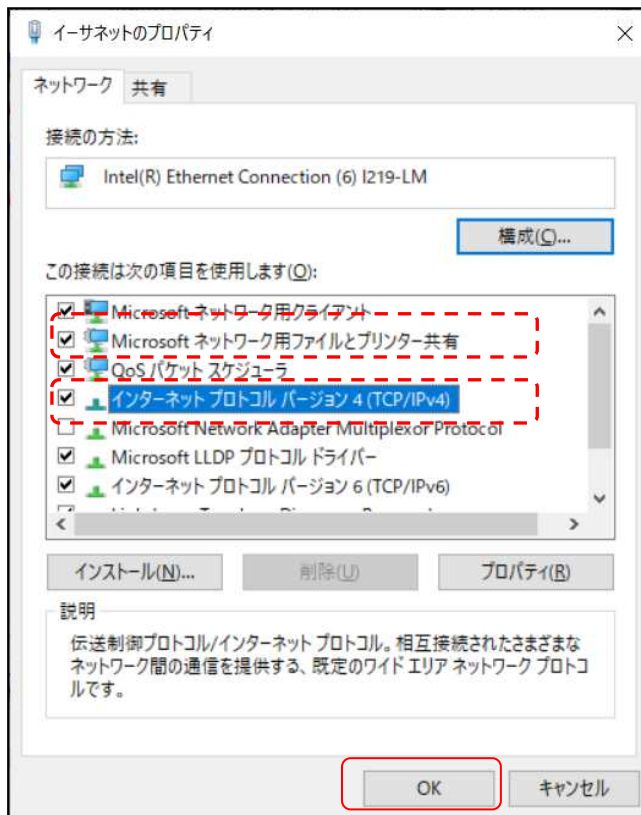 イーサネットのプロパティ
ネットワーク 共有
接続の方法:
Intel(R) Ethernet Connection (6) I219-LM
構成(C)...
この接続は次の項目を使用します(O):
Microsoft ネットワーク用クライアント
Microsoft ネットワーク用ファイルとプリンター共有
QoS パケット スケジューラ
インターネット プロトコル バージョン 4 (TCP/IPv4)
Microsoft Network Adapter Multiplexor Protocol
Microsoft LLDP プロトコル ドライバー
インターネット プロトコル バージョン 6 (TCP/IPv6)
インストール(N)... 削除(U) プロパティ(R)
説明
伝送制御プロトコル/インターネット プロトコル。相互接続されたさまざまな
ネットワーク間の通信を提供する、既定のワイド エリア ネットワーク プロトコ
ルです。
OK キャンセル